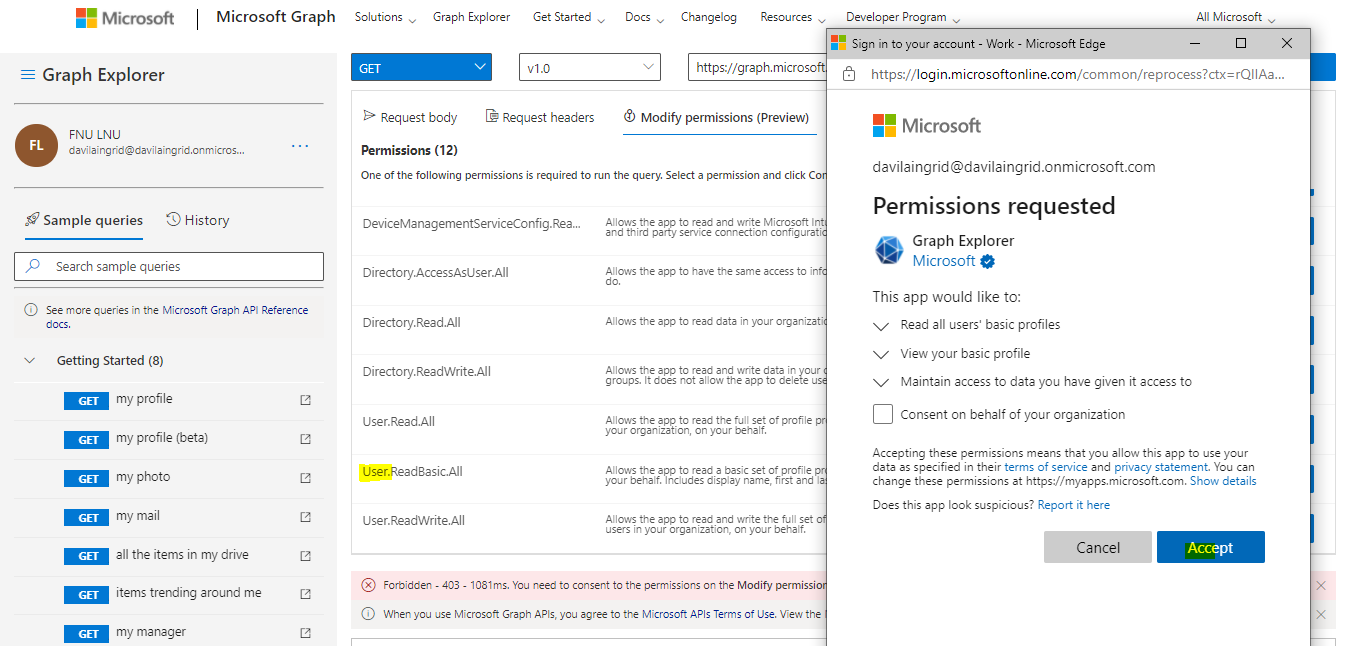 Microsoft
Microsoft Graph
Solutions
Graph Explorer
Get Started
Docs
Changelog
Resources
Developer Program
All Microsoft
Graph Explorer
FL
FNU LNU
davilaingrid@davilaingrid.onmicros...
...
Sample queries
History
Search sample queries
See more queries in the Microsoft Graph API Reference
docs.
Getting Started (8)
GET my profile
GET my profile (beta)
GET my photo
GET my mail
GET all the items in my drive
GET items trending around me
GET my manager
GET
v1.0
https://graph.microsoft.
Request body
Request headers
Modify permissions (Preview)
Permissions (12)
One of the following permissions is required to run the query. Select a permission and click Con
DeviceManagementServiceConfig.Rea...
Allows the app to read and write Microsoft Intu
and third party service connection configuratio
Directory.AccessAsUser.All
Allows the app to have the same access to info
do.
Directory.Read.All
Allows the app to read data in your organizatio
Directory.ReadWrite.All
Allows the app to read and write data in your o
groups. It does not allow the app to delete use
User.Read.All
Allows the app to read the full set of profile pro
your organization, on your behalf.
User.ReadBasic.All
Allows the app to read a basic set of profile pro
your behalf. Includes display name, first and las
User.ReadWrite.All
Allows the app to read and write the full set of
users in your organization, on your behalf.
Forbidden - 403 - 1081ms. You need to consent to the permissions on the Modify permission
When you use Microsoft Graph APIs, you agree to the Microsoft APIs Terms of Use. View the
Sign in to your account - Work - Microsoft Edge
https://login.microsoftonline.com/common/reprocess?ctx=rQIIAa...
Microsoft
davilaingrid@davilaingrid.onmicrosoft.com
Permissions requested
Graph Explorer
Microsoft
This app would like to:
Read all users' basic profiles
View your basic profile
Maintain access to data you have given it access to
Consent on behalf of your organization
Accepting these permissions means that you allow this app to use your
data as specified in their terms of service and privacy statement. You can
change these permissions at https://myapps.microsoft.com. Show details
Does this app look suspicious? Report it here
Cancel
Accept